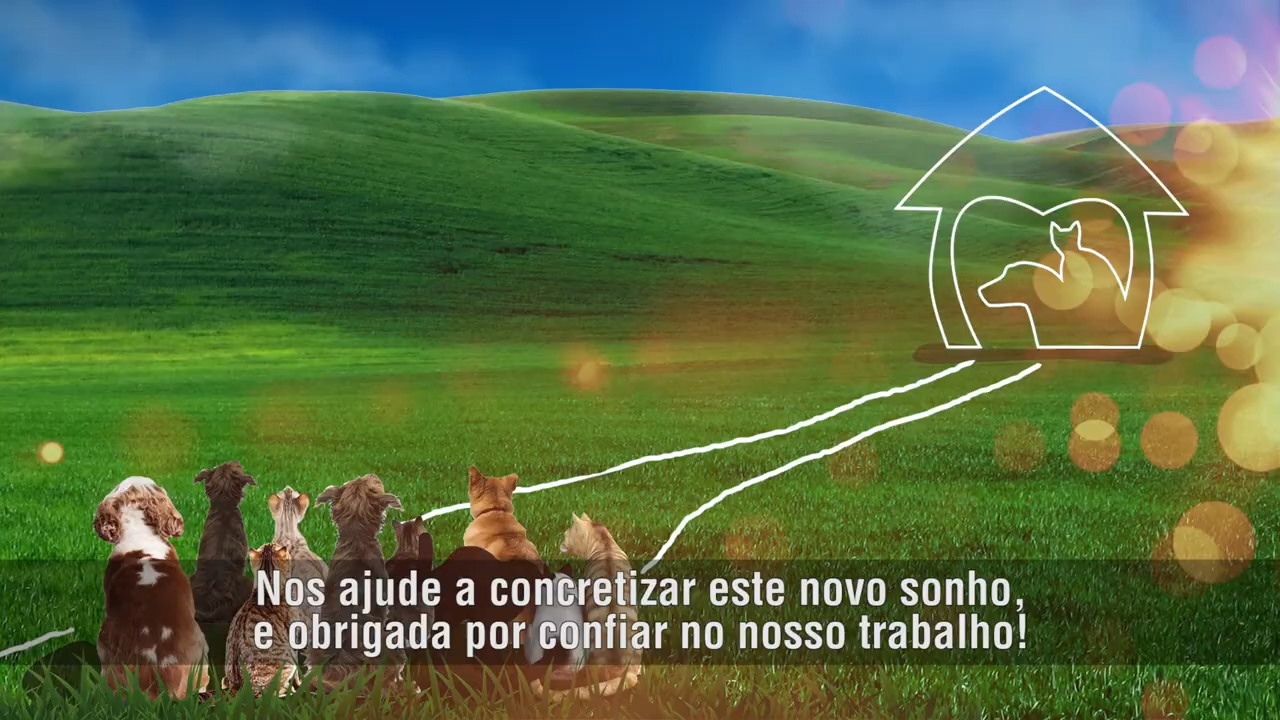 Nos ajude a concretizar este novo sonho,
e obrigada por confiar no nosso trabalho!